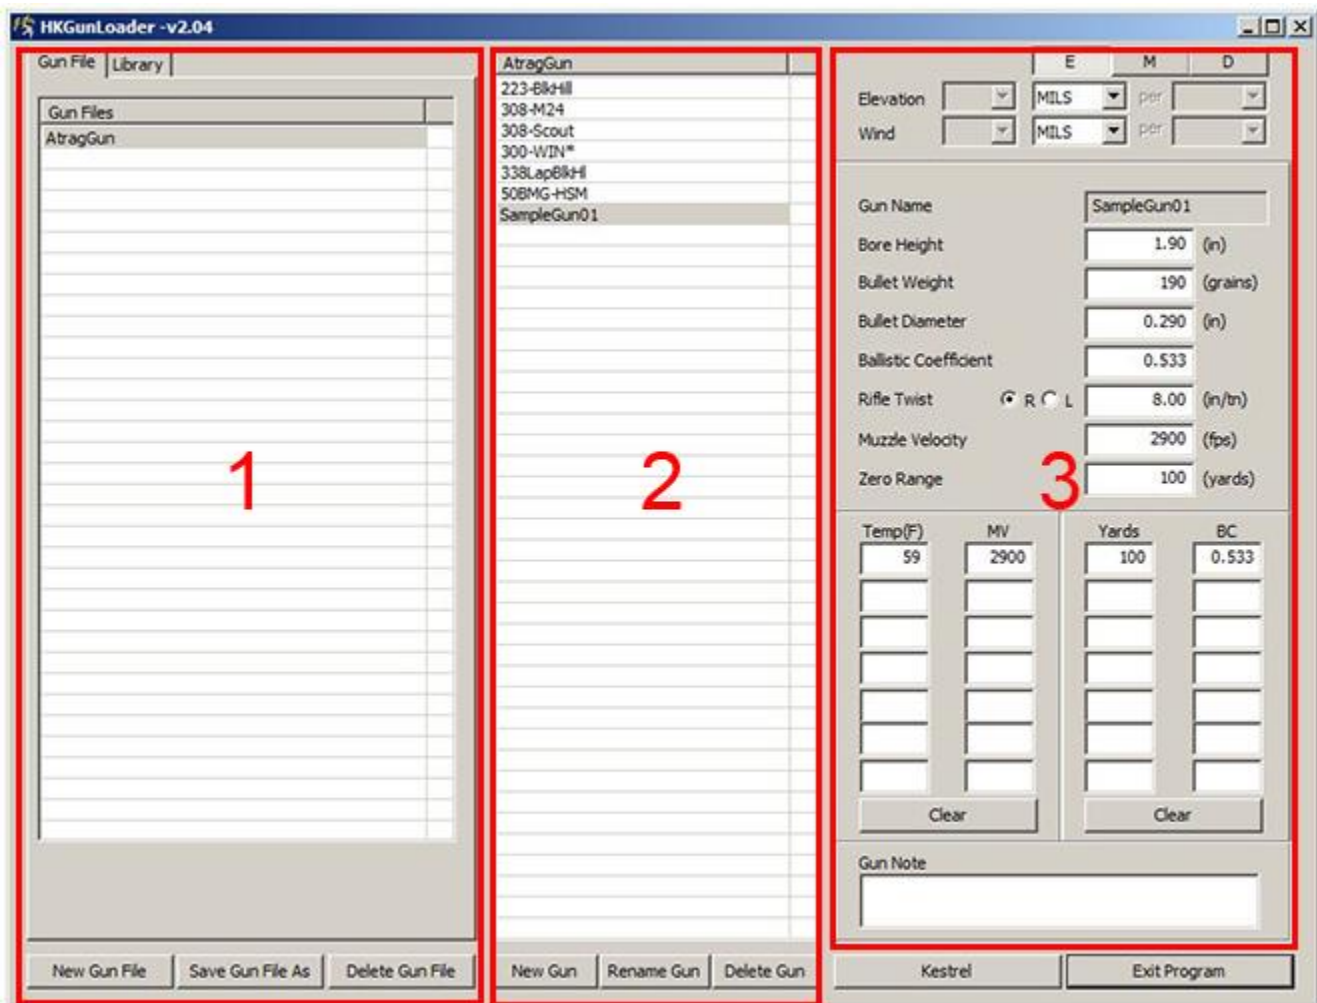 HKGunLoader -v2.04
Gun File Library
Gun Files
AtragGun
1
New Gun File Save Gun File As Delete Gun File
AtragGun
223-BlkHill
308-M24
308-Scout
300-WIN*
338LapBlkHl
50BMG-HSM
SampleGun01
2
New Gun Rename Gun Delete Gun
E M D
Elevation MILS per
Wind MILS per
Gun Name SampleGun01
Bore Height 1.90 (in)
Bullet Weight 190 (grains)
Bullet Diameter 0.290 (in)
Ballistic Coefficient 0.533
Rifle Twist R L 8.00 (in/tn)
Muzzle Velocity 2900 (fps)
Zero Range 100 (yards)
3
Temp(F) MV Yards BC
59 2900 100 0.533
Clear Clear
Gun Note
Kestrel Exit Program